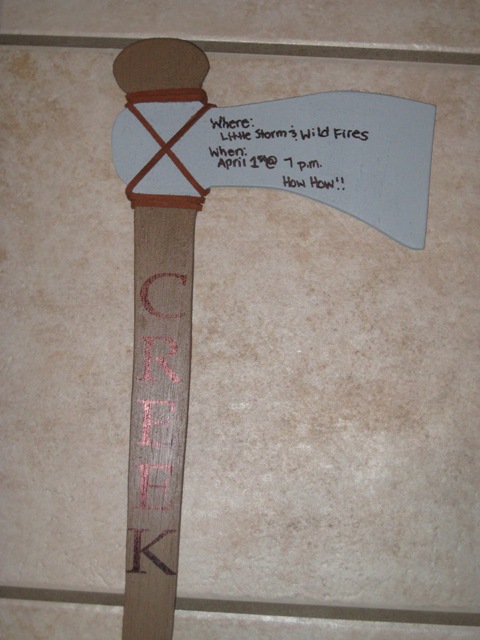 Where:
Little Storm & Wild Fires
When:
April 1st @ 7 p.m.
How How!!
CREEK